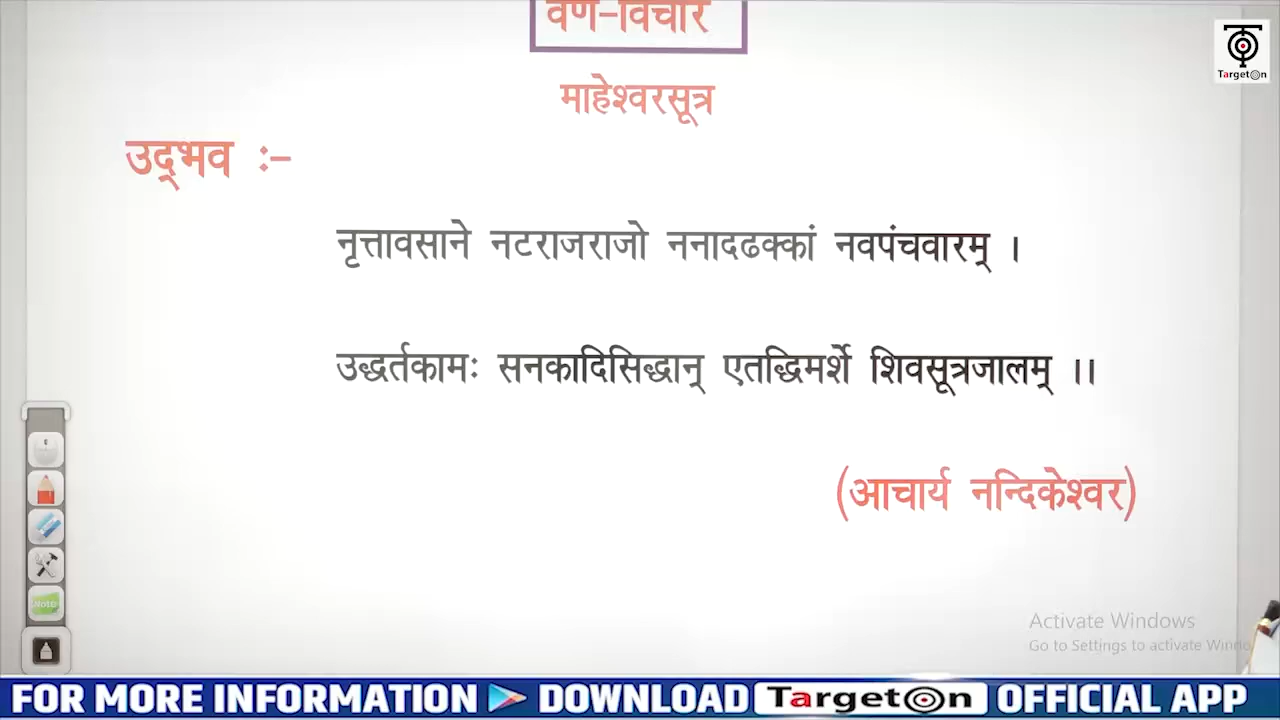 वर्ण-विचार
TargetOn
माहेश्वरसूत्र
उद्‌भव :-
नृत्तावसाने नटराजराजो ननादढक्कां नवपंचवारम् ।
उद्धर्तकामः सनकादिसिद्धान् एतद्धिमर्शे शिवसूत्रजालम् ।।
(आचार्य नन्दिकेश्वर)
Note
Activate Windows
Go to Settings to activate Windo
FOR MORE INFORMATION DOWNLOAD TargetOn OFFICIAL APP